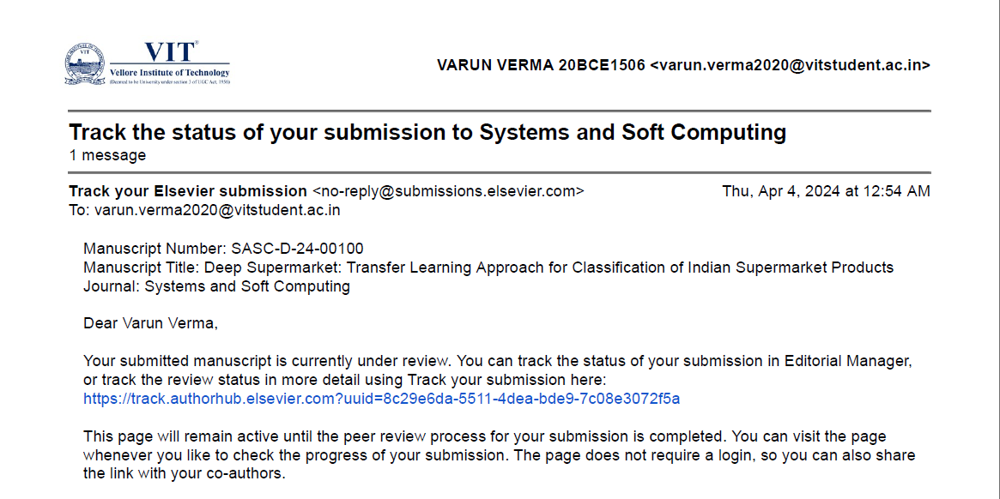 VIT®
Vellore Institute of Technology
(Deemed to be University under section 3 of UGC Act, 1956)
VARUN VERMA 20BCE1506 <varun.verma2020@vitstudent.ac.in>
Track the status of your submission to Systems and Soft Computing
1 message
Track your Elsevier submission <no-reply@submissions.elsevier.com>
Thu, Apr 4, 2024 at 12:54 AM
To: varun.verma2020@vitstudent.ac.in
Manuscript Number: SASC-D-24-00100
Manuscript Title: Deep Supermarket: Transfer Learning Approach for Classification of Indian Supermarket Products
Journal: Systems and Soft Computing
Dear Varun Verma,
Your submitted manuscript is currently under review. You can track the status of your submission in Editorial Manager,
or track the review status in more detail using Track your submission here:
https://track.authorhub.elsevier.com?uuid=8c29e6da-5511-4dea-bde9-7c08e3072f5a
This page will remain active until the peer review process for your submission is completed. You can visit the page
whenever you like to check the progress of your submission. The page does not require a login, so you can also share
the link with your co-authors.